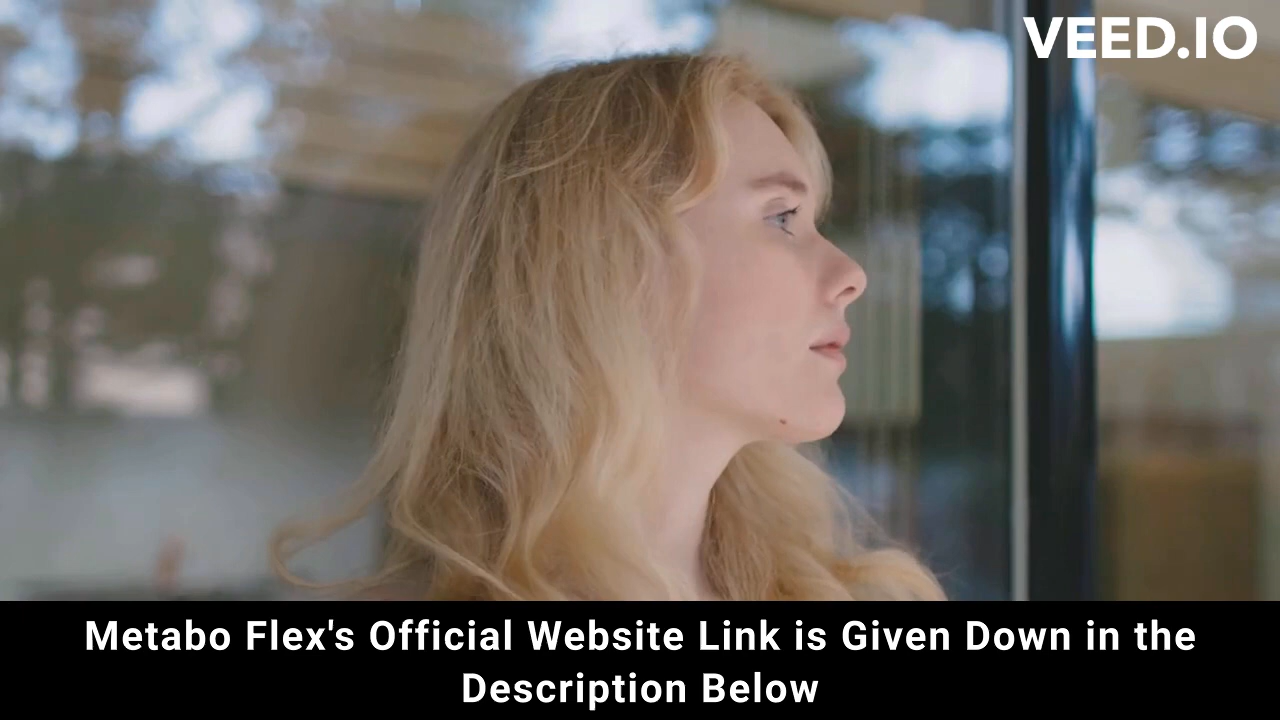 VEED.IO
Metabo Flex's Official Website Link is Given Down in the
Description Below